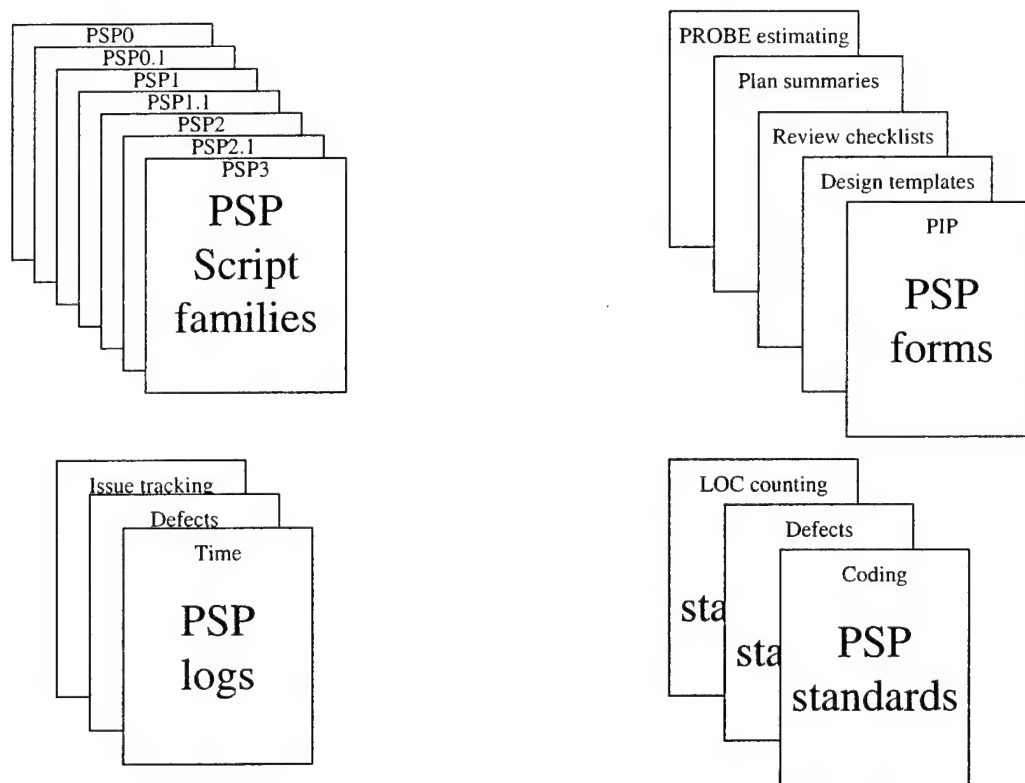 PSP0
PSP0.1
PSP1
PSP1.1
PSP2
PSP2.1
PSP3
PSP
Script
families
PROBE estimating
Plan summaries
Review checklists
Design templates
PIP
PSP
forms
Issue tracking
Defects
Time
PSP
logs
LOC counting
Defects
Coding
sta
sta
PSP
standards